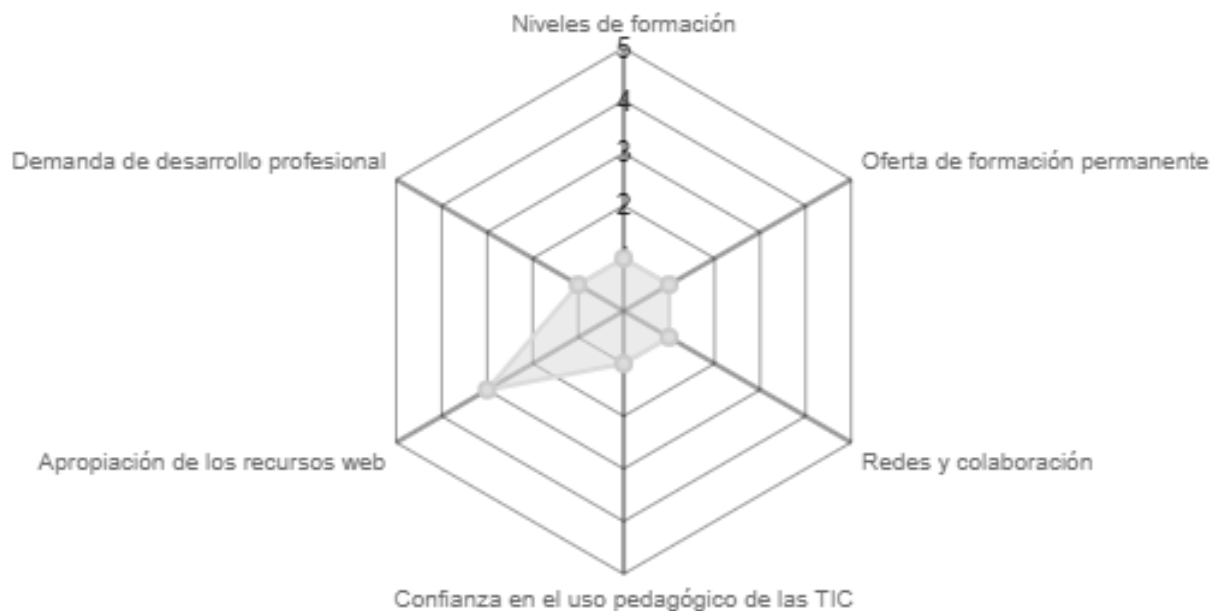 Niveles de formación
5
4
Demanda de desarrollo profesional
3
Oferta de formación permanente
2
Apropiación de los recursos web
Redes y colaboración
Confianza en el uso pedagógico de las TIC